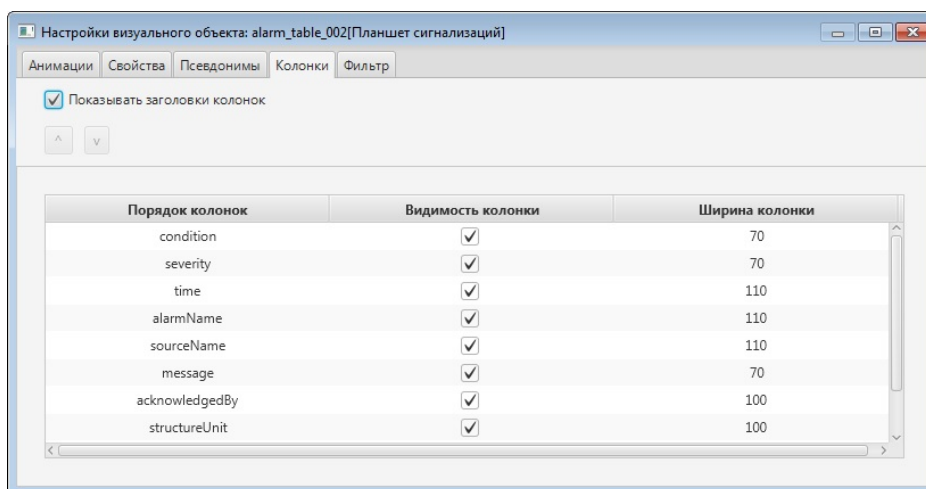 Настройки визуального объекта: alarm_table_002[Планшет сигнализаций]
Анимации Свойства Псевдонимы Колонки Фильтр
Показывать заголовки колонок
Порядок колонок Видимость колонки Ширина колонки
condition 70
severity 70
time 110
alarmName 110
sourceName 110
message 70
acknowledgedBy 100
structureUnit 100